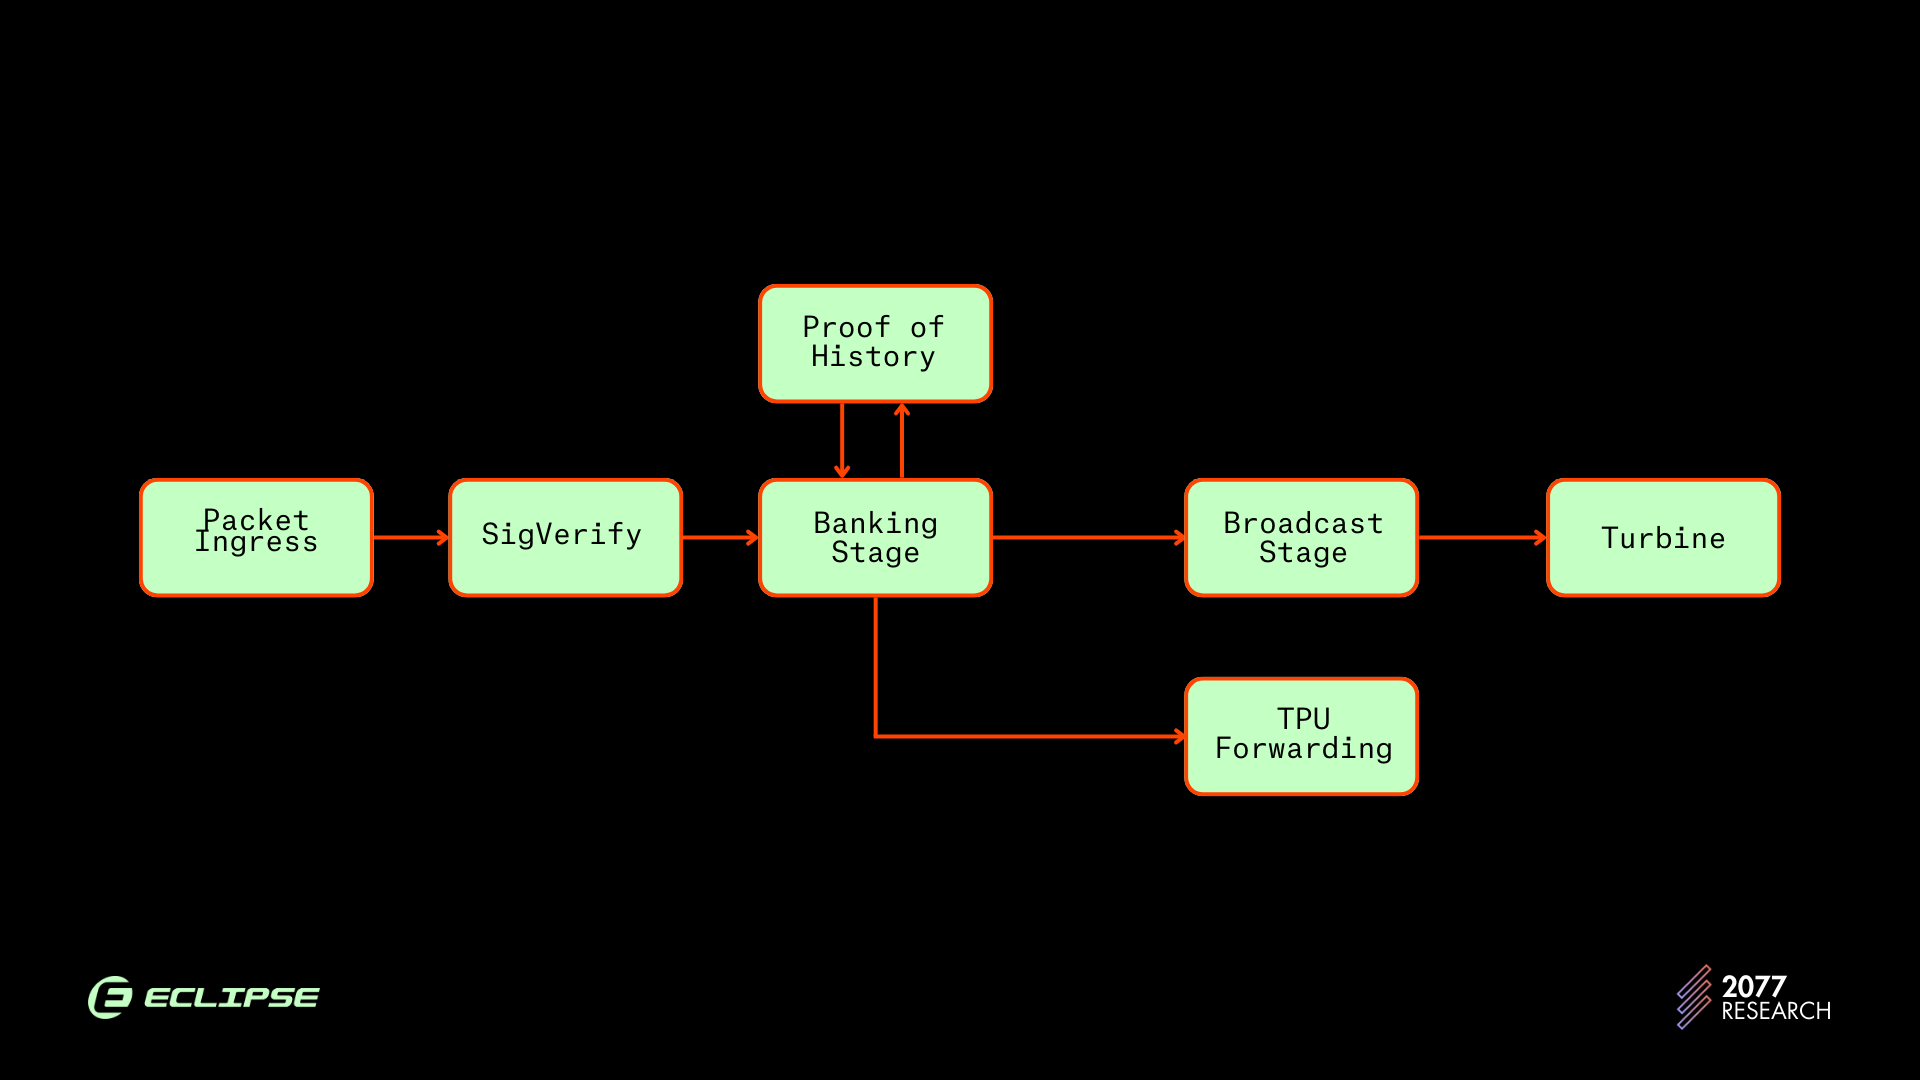 Proof of
History
Packet
Ingress
SigVerify
Banking
Stage
Broadcast
Stage
Turbine
TPU
Forwarding
ECLIPSE
2077
RESEARCH